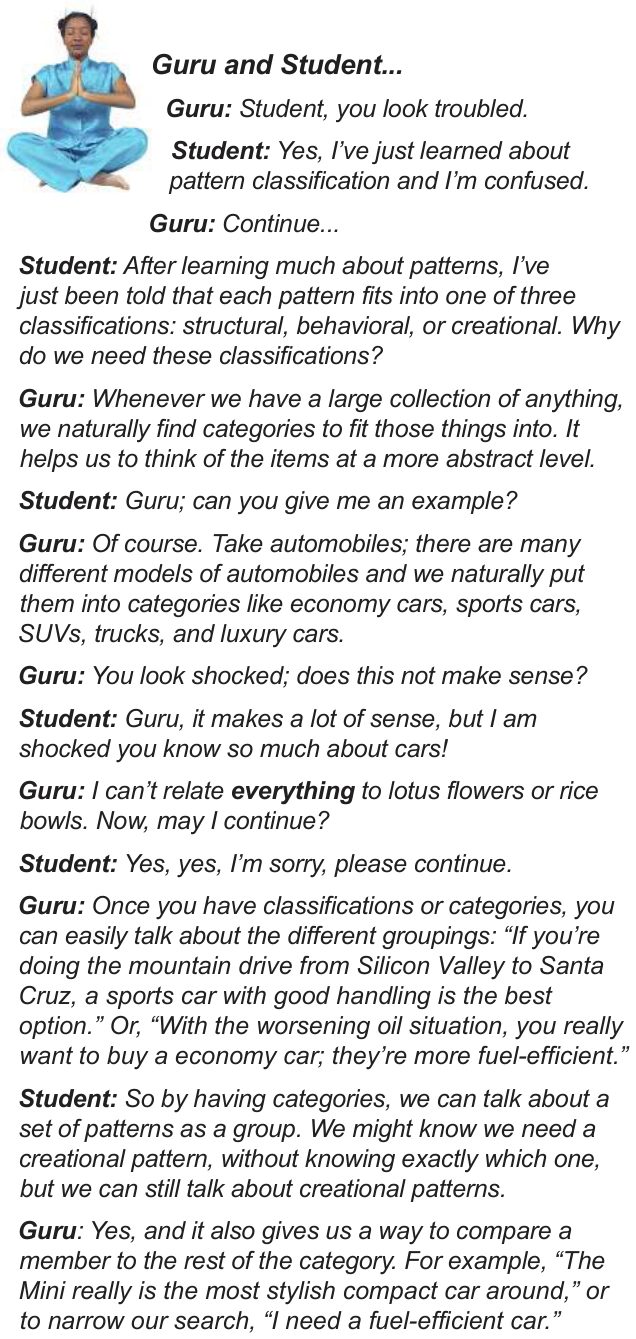 Guru and Student...
Guru: Student, you look troubled.
Student: Yes, I’ve just learned about
pattern classification and I’m confused.
Guru: Continue...
Student: After learning much about patterns, I’ve
just been told that each pattern fits into one of three
classifications: structural, behavioral, or creational. Why
do we need these classifications?
Guru: Whenever we have a large collection of anything,
we naturally find categories to fit those things into. It
helps us to think of the items at a more abstract level.
Student: Guru; can you give me an example?
Guru: Of course. Take automobiles; there are many
different models of automobiles and we naturally put
them into categories like economy cars, sports cars,
SUVs, trucks, and luxury cars.
Guru: You look shocked; does this not make sense?
Student: Guru, it makes a lot of sense, but I am
shocked you know so much about cars!
Guru: I can’t relate everything to lotus flowers or rice
bowls. Now, may I continue?
Student: Yes, yes, I’m sorry, please continue.
Guru: Once you have classifications or categories, you
can easily talk about the different groupings: “If you’re
doing the mountain drive from Silicon Valley to Santa
Cruz, a sports car with good handling is the best
option.” Or, “With the worsening oil situation, you really
want to buy a economy car; they’re more fuel-efficient.”
Student: So by having categories, we can talk about a
set of patterns as a group. We might know we need a
creational pattern, without knowing exactly which one,
but we can still talk about creational patterns.
Guru: Yes, and it also gives us a way to compare a
member to the rest of the category. For example, “The
Mini really is the most stylish compact car around,” or
to narrow our search, “I need a fuel-efficient car.”